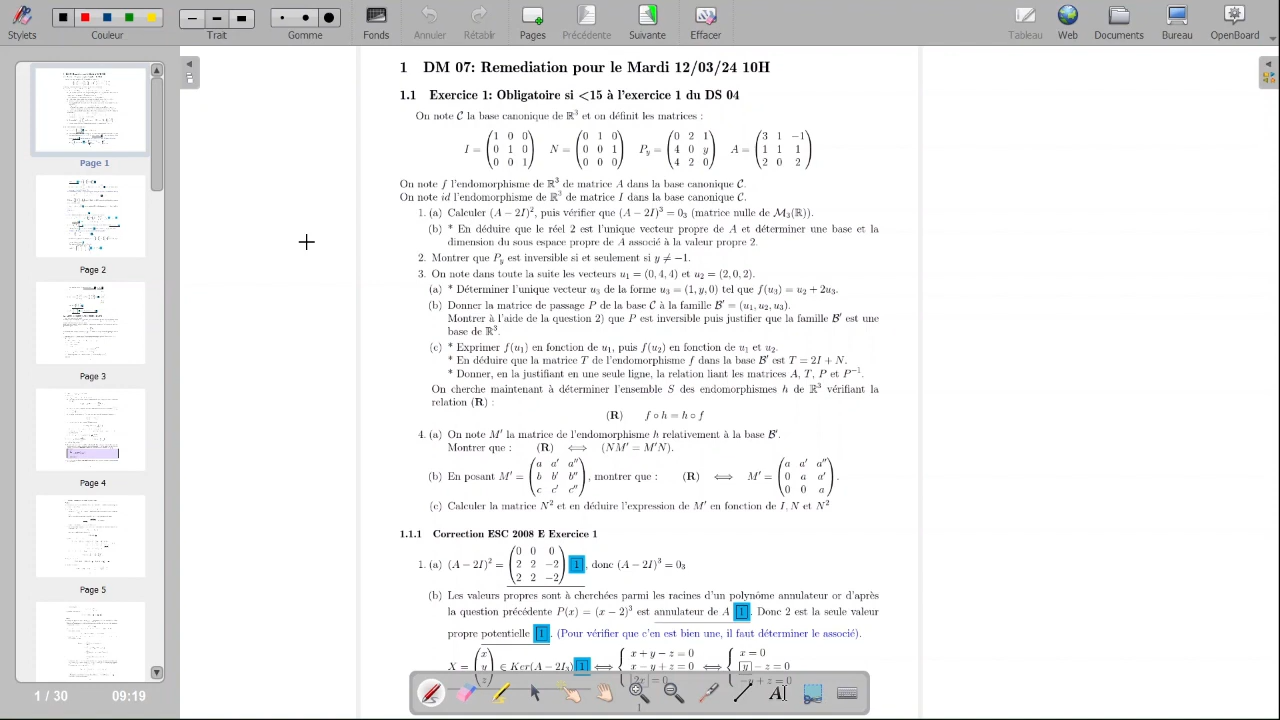 Stylets Couleur Trait Gomme Fonds Annuler Rétablir Pages Précédente Suivante Effacer Tableau Web Documents Bureau OpenBoard
1 DM 07: Remediation pour le Mardi 12/03/24 10H
1.1 Exercice 1: Obligatoire si <15 à l'exercice 1 du DS 04
On note C la base canonique de ℝ³ et on définit les matrices :
I = (1 0 0 / 0 1 0 / 0 0 1) N = (0 1 0 / 0 0 1 / 0 0 0) P_y = (0 2 1 / 4 0 y / 4 2 0) A = (3 1 -1 / 1 1 1 / 2 0 2)
On note f l'endomorphisme de ℝ³ de matrice A dans la base canonique C.
On note id l'endomorphisme de ℝ³ de matrice I dans la base canonique C.
1. (a) Calculer (A − 2I)² puis vérifier que (A − 2I)³ = 0₃ matrice nulle de M₃(ℝ).
(b) * En déduire que le réel 2 est l'unique vecteur propre de A et déterminer une base et la
dimension du sous espace propre de A associé à la valeur propre 2.
2. Montrer que P_y est inversible si et seulement si y ≠ −1.
3. On note dans toute la suite les vecteurs u₁ = (0, 4, 4) et u₂ = (2, 0, 2).
(a) * Déterminer l'unique vecteur u₃ de la forme u₃ = (1, y, 0) tel que f(u₃) = u₂ + 2u₃.
(b) Donner la matrice de passage P de la base C à la famille B′ = (u₁, u₂, u₃).
Montrer à l'aide de la question 2) que P est inversible puis justifier que la famille B′ est une
base de ℝ³
(c) * Exprimer f(u₁) en fonction de u₁, puis f(u₂) en fonction de u₁ et u₂
* En déduire que la matrice T de l'endomorphisme f dans la base B′ est T = 2I + N.
* Donner, en la justifiant en une seule ligne, la relation liant les matrices A, T, P et P⁻¹.
On cherche maintenant à déterminer l'ensemble S des endomorphismes h de ℝ³ vérifiant la
relation (R) :
(R) f ∘ h = h ∘ f
On note M′ la matrice de l'endomorphisme h relativement à la base B′
Montrer que : (R) ⟺ (NM′ = M′N).
(b) En posant M′ = (a a′ a″ / b b′ b″ / c c′ c″), montrer que : (R) ⟺ M′ = (a a′ a″ / 0 a a′ / 0 0 a).
Calculer la matrice N² et en déduire l'expression de M′ en fonction de I, N et N²
1.1.1 Correction ESC 2008 E Exercice 1
1. (a) (A − 2I)² = 2 2 −2 1, donc (A − 2I)³ = 0₃
(b) Les valeurs propres sont à cherchées parmi les racines d'un polynôme annulateur or d'après
la question précédente P(x) = (x − 2)³ est annulateur de A 1. Donc 2 est la seule valeur
propre possible 1. (Pour vérifier que c'en est bien une, il faut déterminer le associé.)
X = (x / y / z) ∈ Ker(A − 2I₃) 1 ⟺ { x + y − z = 0 / x − y + z = 0 / 2x = 0 ⟺ { x = 0 / y − z = 0 / −y + z = 0
Page 1
Page 2
Page 3
Page 4
Page 5
1 / 30 09:19